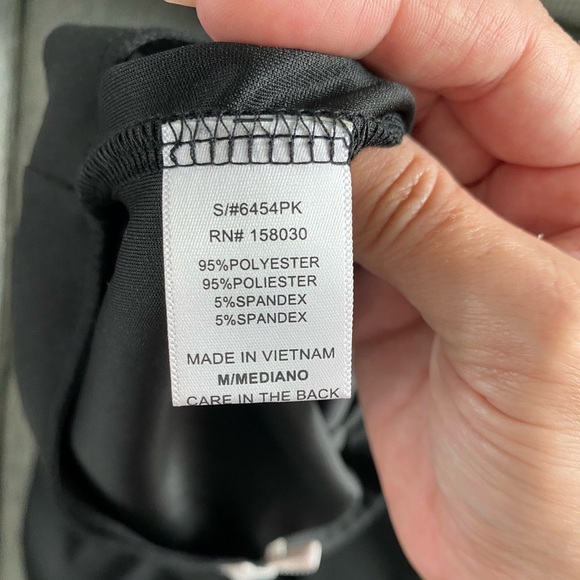 S/#6454PK
RN# 158030
95%POLYESTER
95%POLIESTER
5%SPANDEX
5%SPANDEX
MADE IN VIETNAM
M/MEDIANO
CARE IN THE BACK